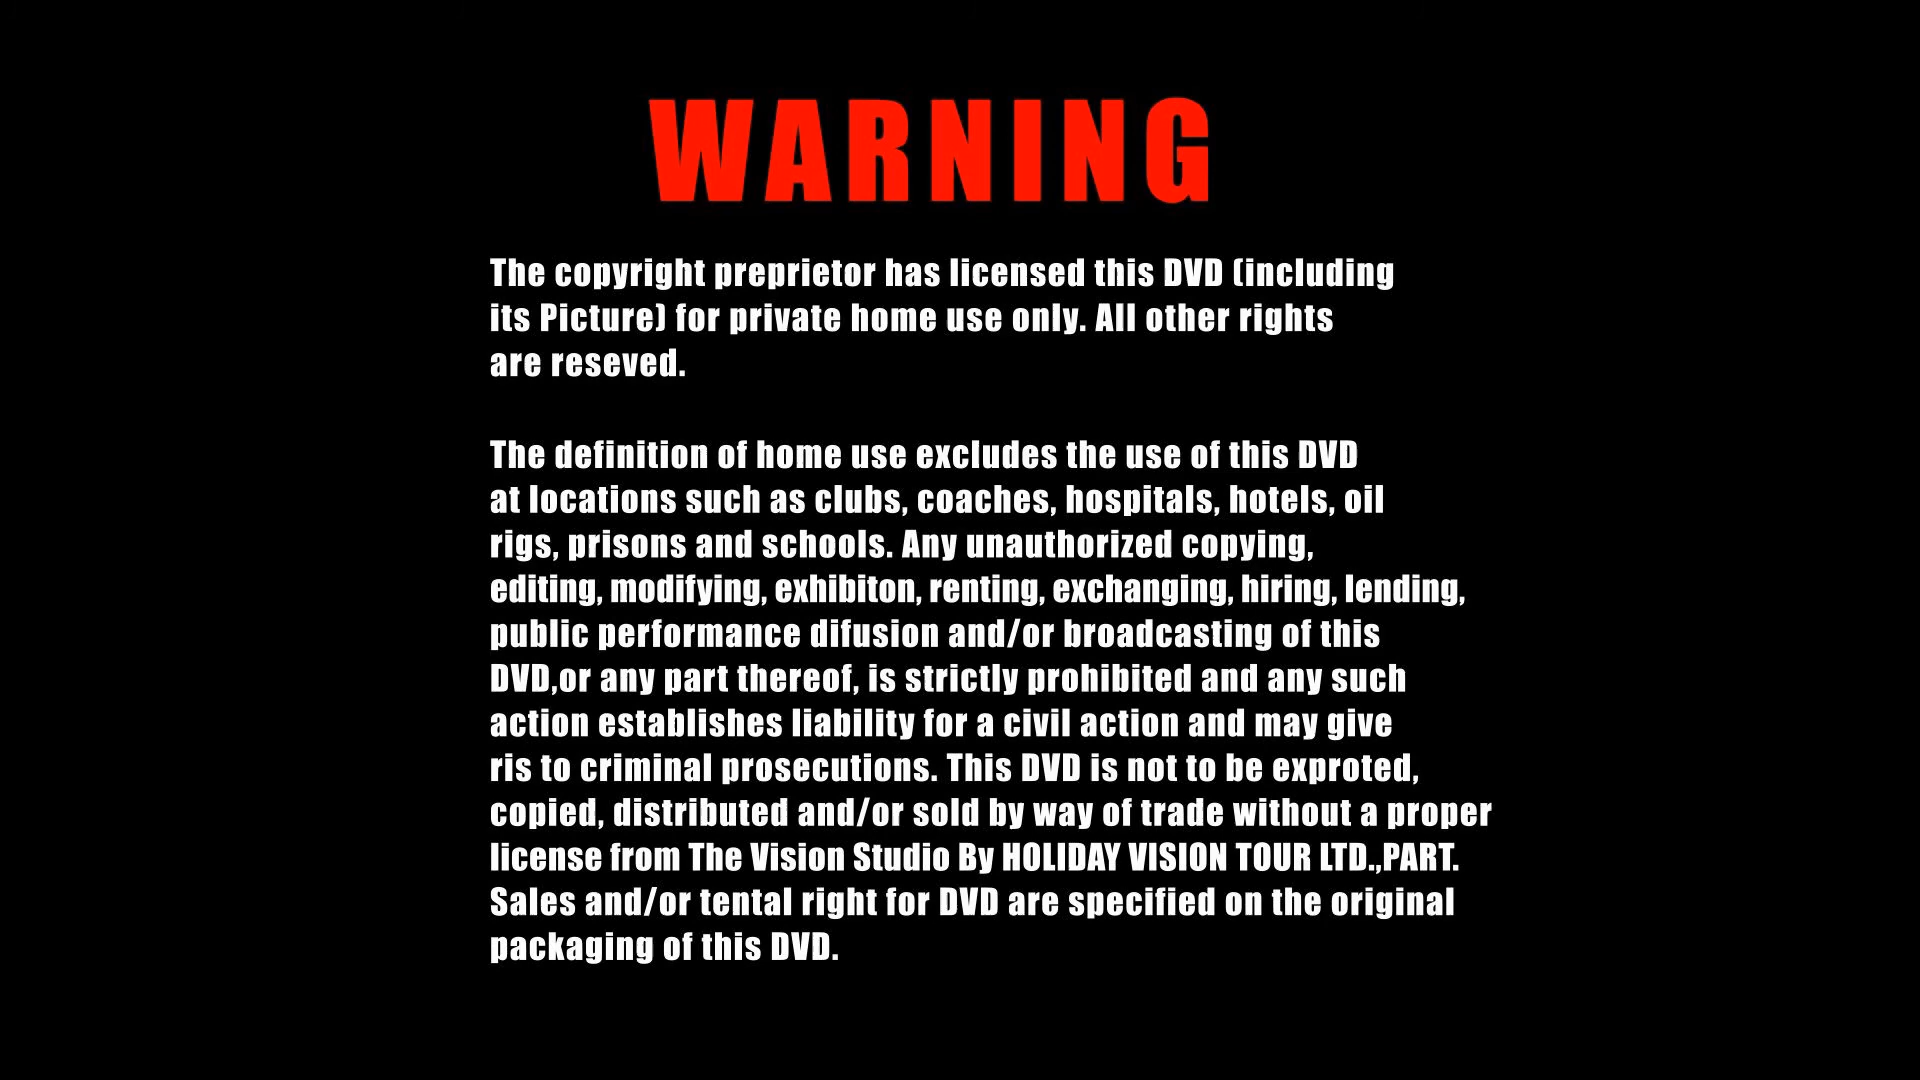 WARNING
The copyright preprietor has licensed this DVD (including
its Picture) for private home use only. All other rights
are reseved.
The definition of home use excludes the use of this DVD
at locations such as clubs, coaches, hospitals, hotels, oil
rigs, prisons and schools. Any unauthorized copying,
editing, modifying, exhibiton, renting, exchanging, hiring, lending,
public performance difusion and/or broadcasting of this
DVD,or any part thereof, is strictly prohibited and any such
action establishes liability for a civil action and may give
ris to criminal prosecutions. This DVD is not to be exproted,
copied, distributed and/or sold by way of trade without a proper
license from The Vision Studio By HOLIDAY VISION TOUR LTD.,PART.
Sales and/or tental right for DVD are specified on the original
packaging of this DVD.